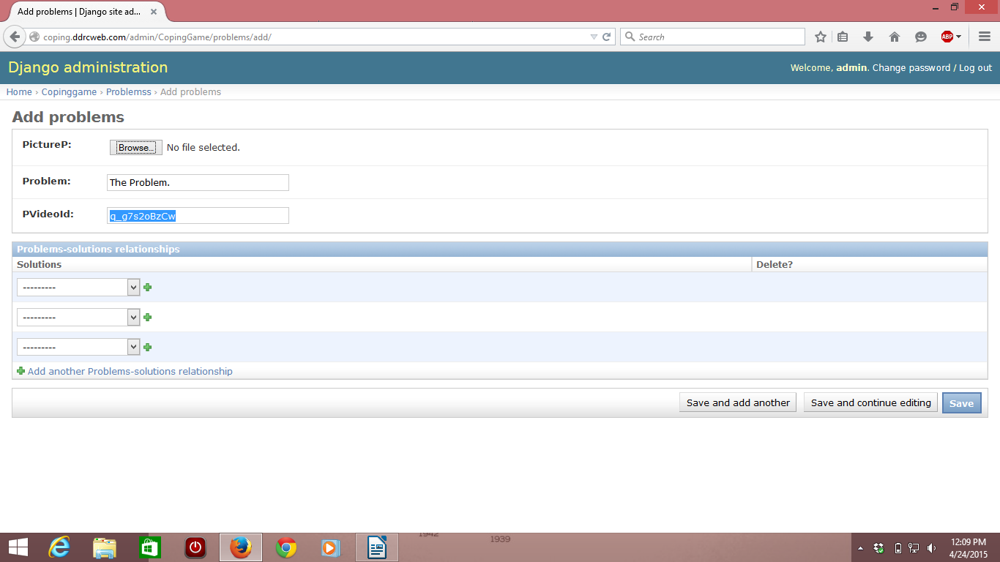 Add problems | Django site ad...
coping.ddrcweb.com/admin/CopingGame/problems/add/
Search
ABP
Django administration
Welcome, admin. Change password / Log out
Home › Copinggame › Problemss › Add problems
Add problems
PictureP: Browse... No file selected.
Problem: The Problem.
PVideoId: q_g7s2oBzCw
Problems-solutions relationships
Solutions Delete?
---------
---------
---------
Add another Problems-solutions relationship
Save and add another Save and continue editing Save
1942
1939
12:09 PM
4/24/2015